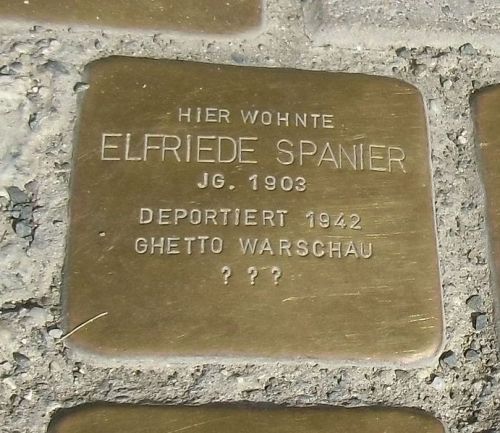 HIER WOHNTE
ELFRIEDE SPANIER
JG. 1903
DEPORTIERT 1942
GHETTO WARSCHAU
? ? ?